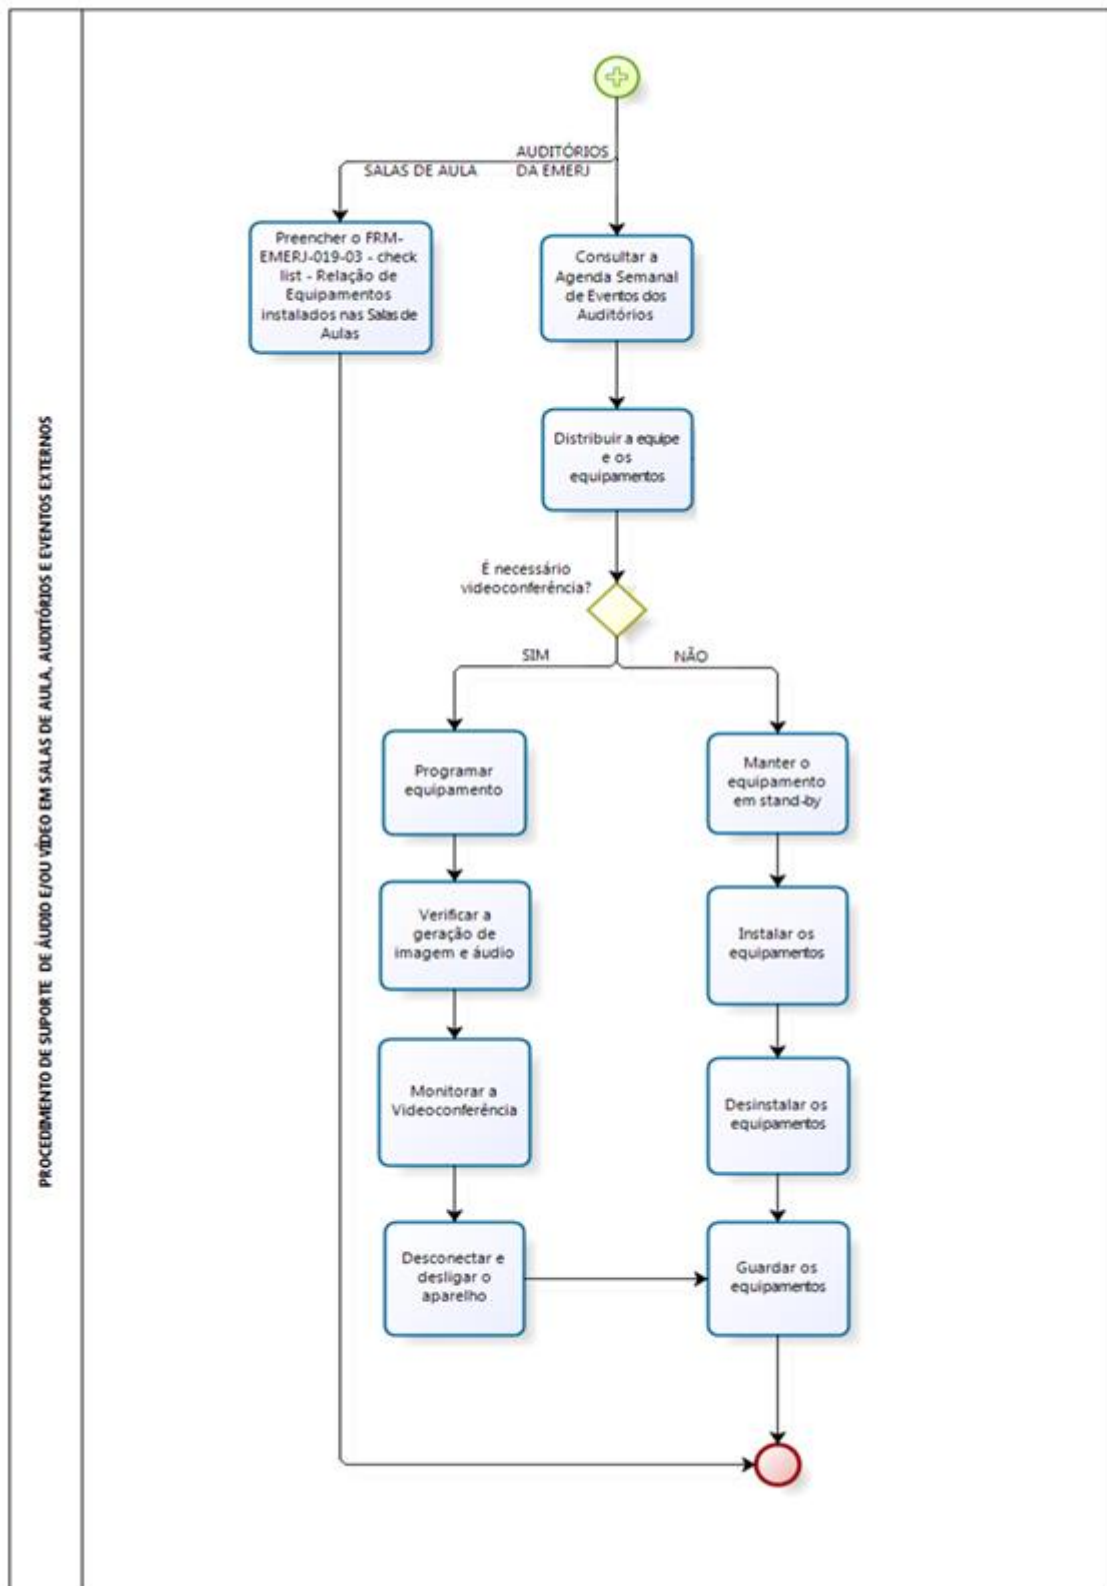 PROCEDIMENTO DE SUPORTE DE ÁUDIO E/OU VÍDEO EM SALAS DE AULA, AUDITÓRIOS E EVENTOS EXTERNOS
SALAS DE AULA
AUDITÓRIOS
DA EMERJ
Preencher o FRM-
EMERJ-019-03 - check
list - Relação de
Equipamentos
instalados nas Salas de
Aulas
Consultar a
Agenda Semanal
de Eventos dos
Auditórios
Distribuir a equipe
e os
equipamentos
É necessário
videoconferência?
SIM
NÃO
Programar
equipamento
Manter o
equipamento
em stand-by
Verificar a
geração de
imagem e áudio
Instalar os
equipamentos
Monitorar a
Videoconferência
Desinstalar os
equipamentos
Desconectar e
desligar o
aparelho
Guardar os
equipamentos